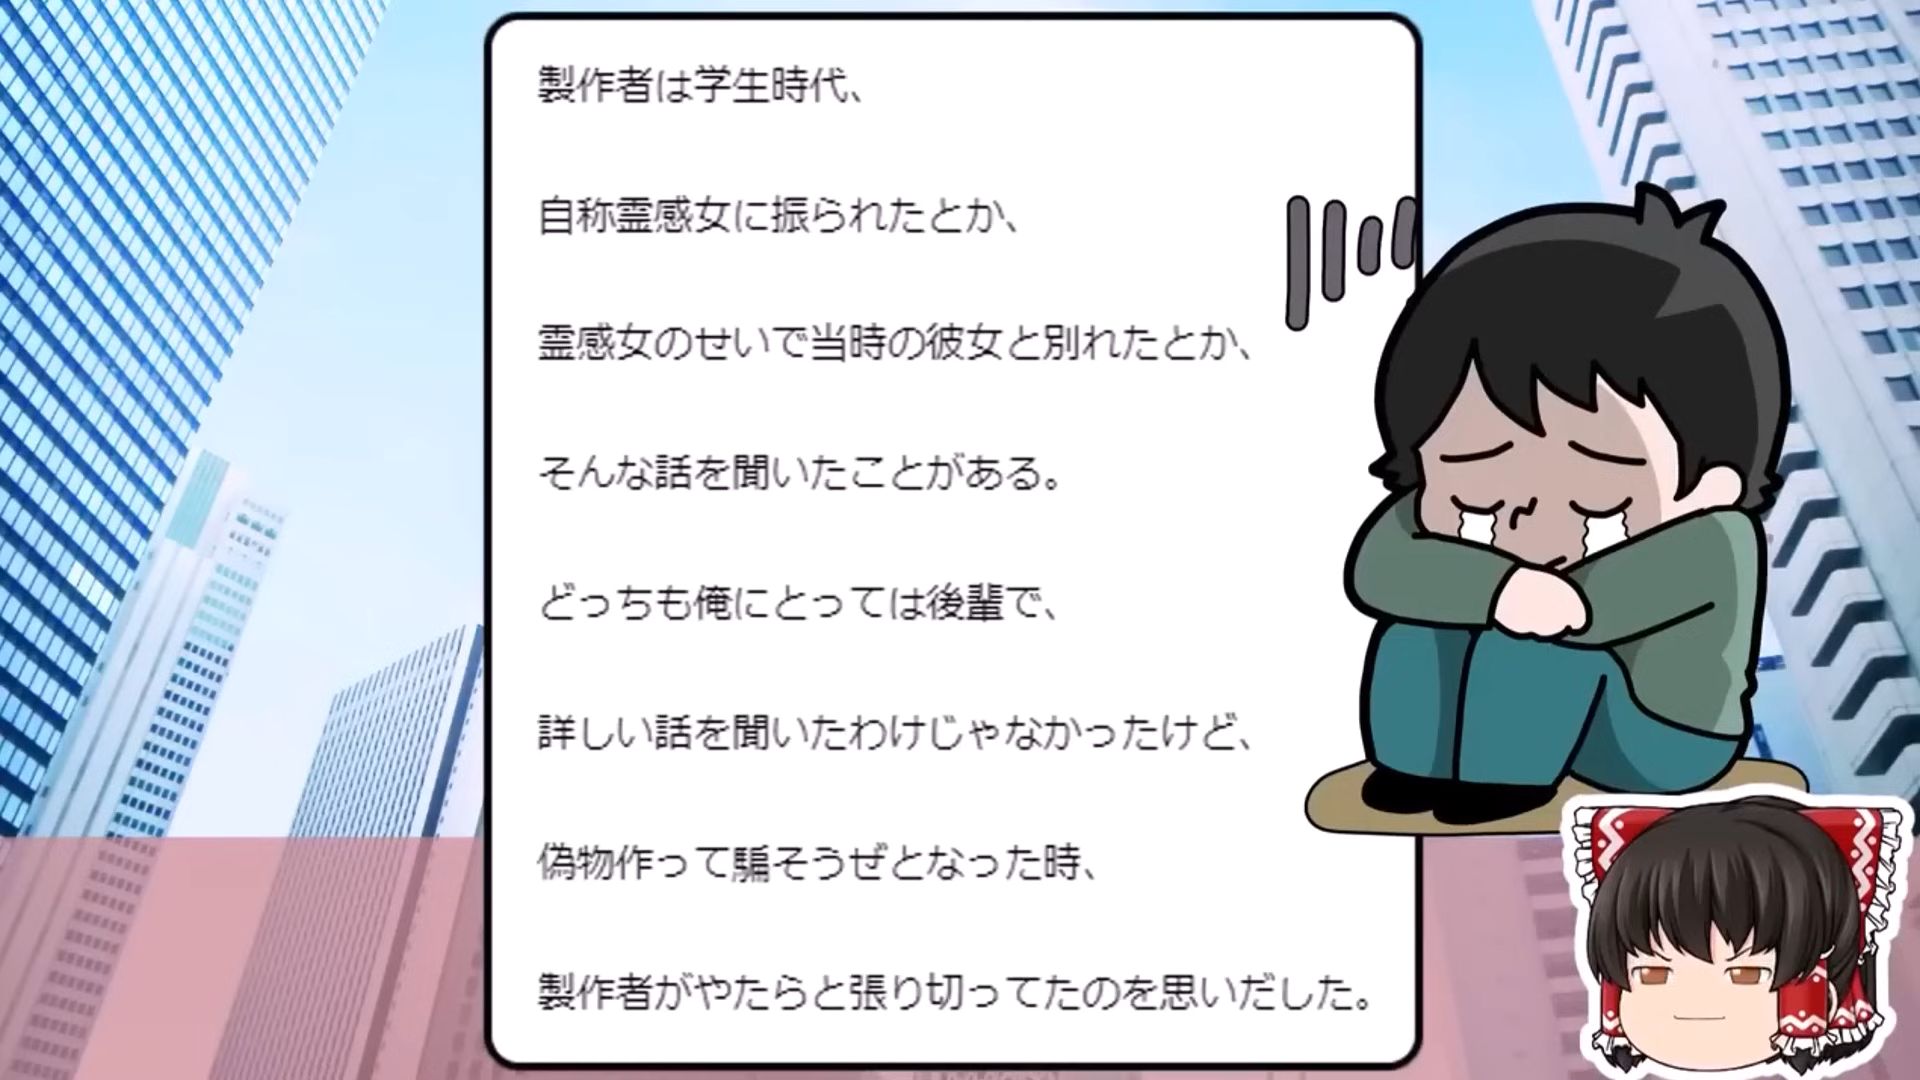 製作者は学生時代、
自称霊感女に振られたとか、
霊感女のせいで当時の彼女と別れたとか、
そんな話を聞いたことがある。
どっちも俺にとっては後輩で、
詳しい話を聞いたわけじゃなかったけど、
偽物作って騙そうぜとなった時、
製作者がやたらと張り切ってたのを思いだした。